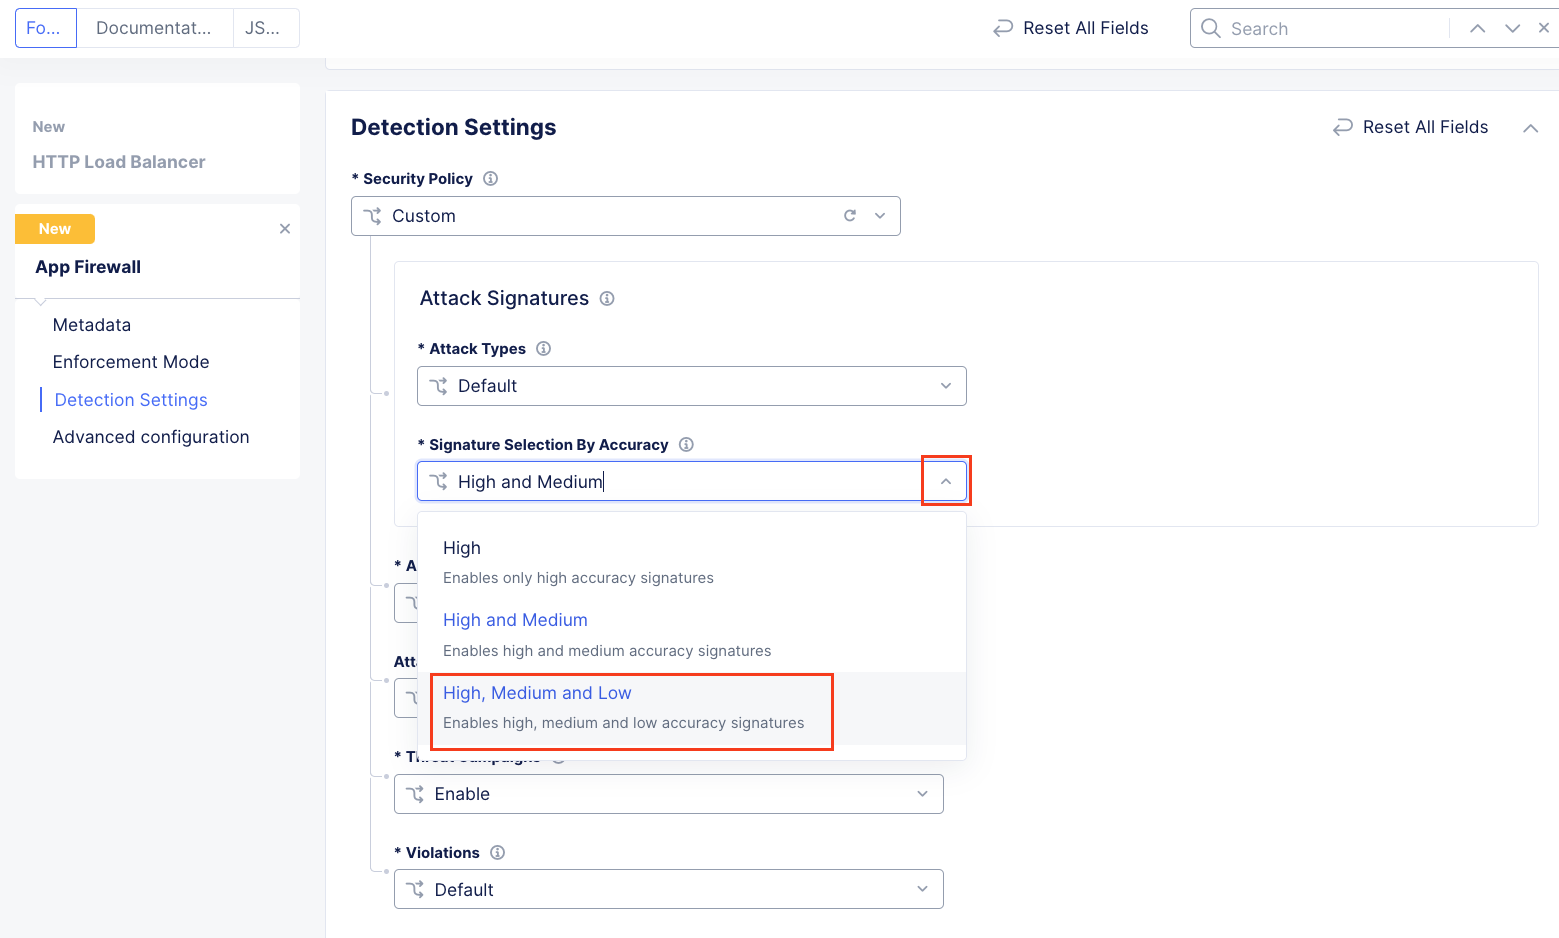 Fo...
Documentat...
JS...
Reset All Fields
Search
New
HTTP Load Balancer
New
App Firewall
Metadata
Enforcement Mode
Detection Settings
Advanced configuration
Detection Settings
Reset All Fields
* Security Policy
Custom
Attack Signatures
* Attack Types
Default
* Signature Selection By Accuracy
High and Medium
High
Enables only high accuracy signatures
High and Medium
Enables high and medium accuracy signatures
High, Medium and Low
Enables high, medium and low accuracy signatures
* Threat Campaigns
Enable
* Violations
Default